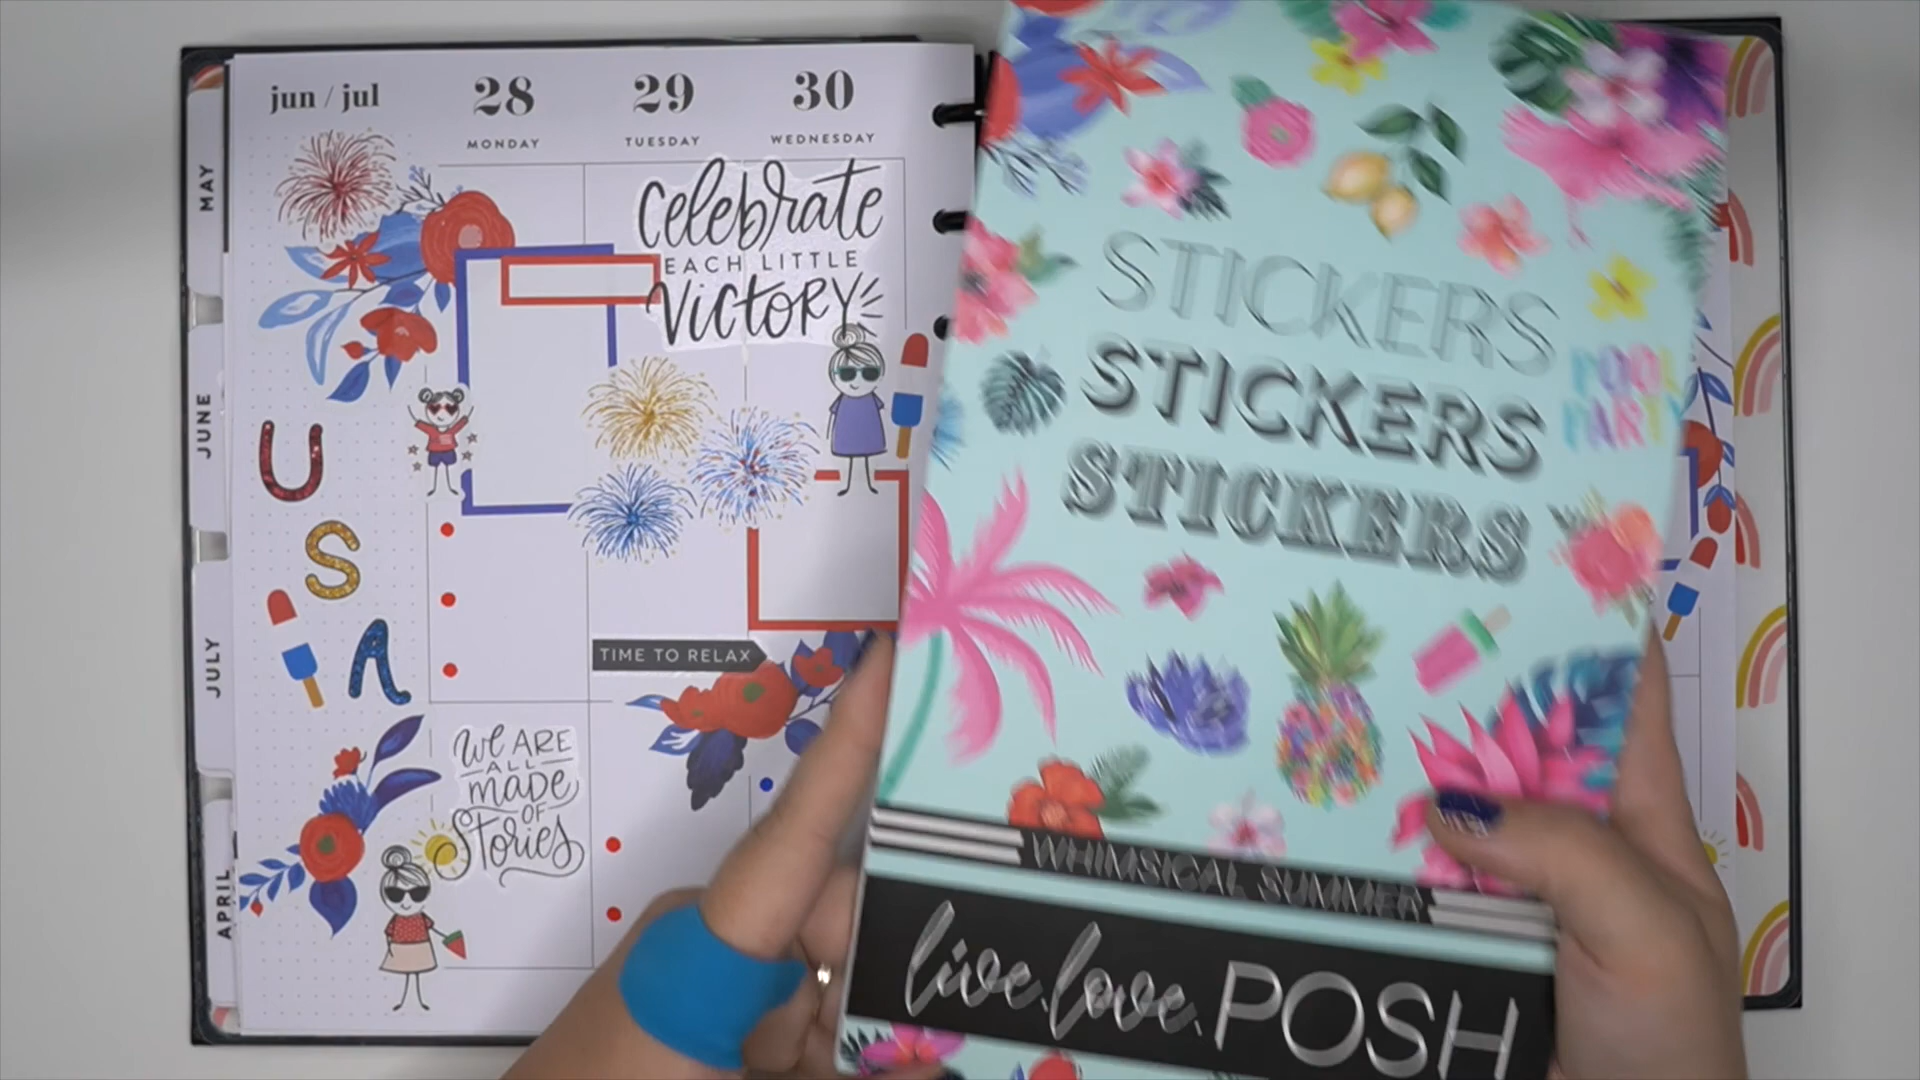 jun / jul
28
MONDAY
29
TUESDAY
30
WEDNESDAY
MAY
JUNE
JULY
APRIL
celebrate
EACH LITTLE
VICTORY
U
S
A
TIME TO RELAX
We ARE
ALL
made
OF
Stories
STICKERS
STICKERS
STICKERS
POOL
PARTY
WHIMSICAL SUMMER
live. love. POSH